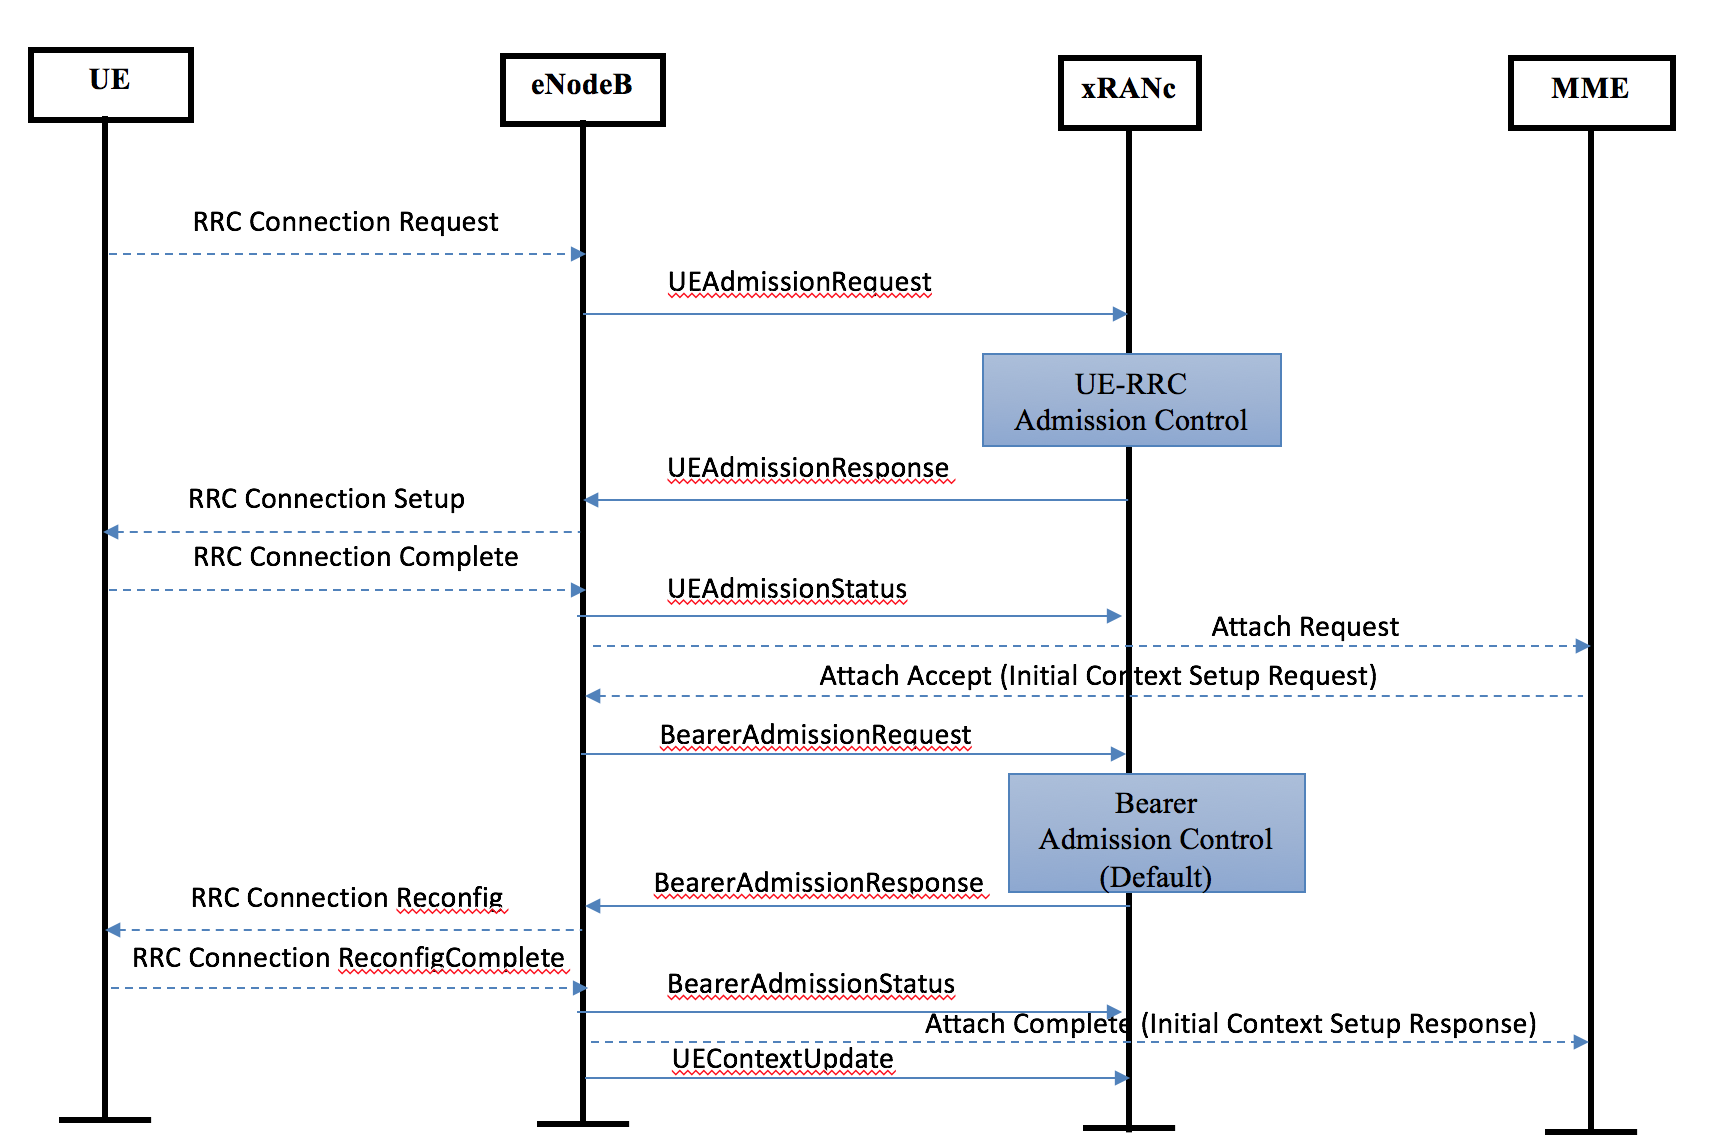 UE
eNodeB
xRANc
MME
RRC Connection Request
UEAdmissionRequest
UE-RRC
Admission Control
UEAdmissionResponse
RRC Connection Setup
RRC Connection Complete
UEAdmissionStatus
Attach Request
Attach Accept (Initial Context Setup Request)
BearerAdmissionRequest
Bearer
Admission Control
(Default)
BearerAdmissionResponse
RRC Connection Reconfig
RRC Connection ReconfigComplete
BearerAdmissionStatus
Attach Complete (Initial Context Setup Response)
UEContextUpdate